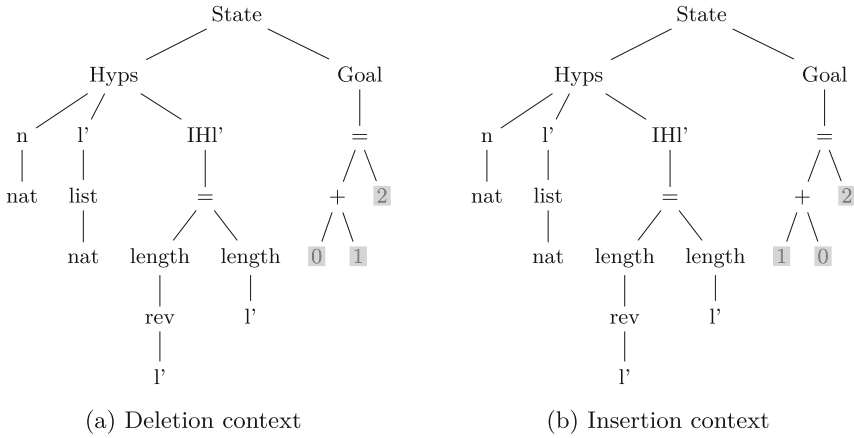 State State
Hyps Goal Hyps Goal
n l' IHl' = n l' IHl' =
nat list = + 2 nat list = + 2
nat length length 0 1 nat length length 1 0
rev l' rev l'
l' l'
(a) Deletion context (b) Insertion context